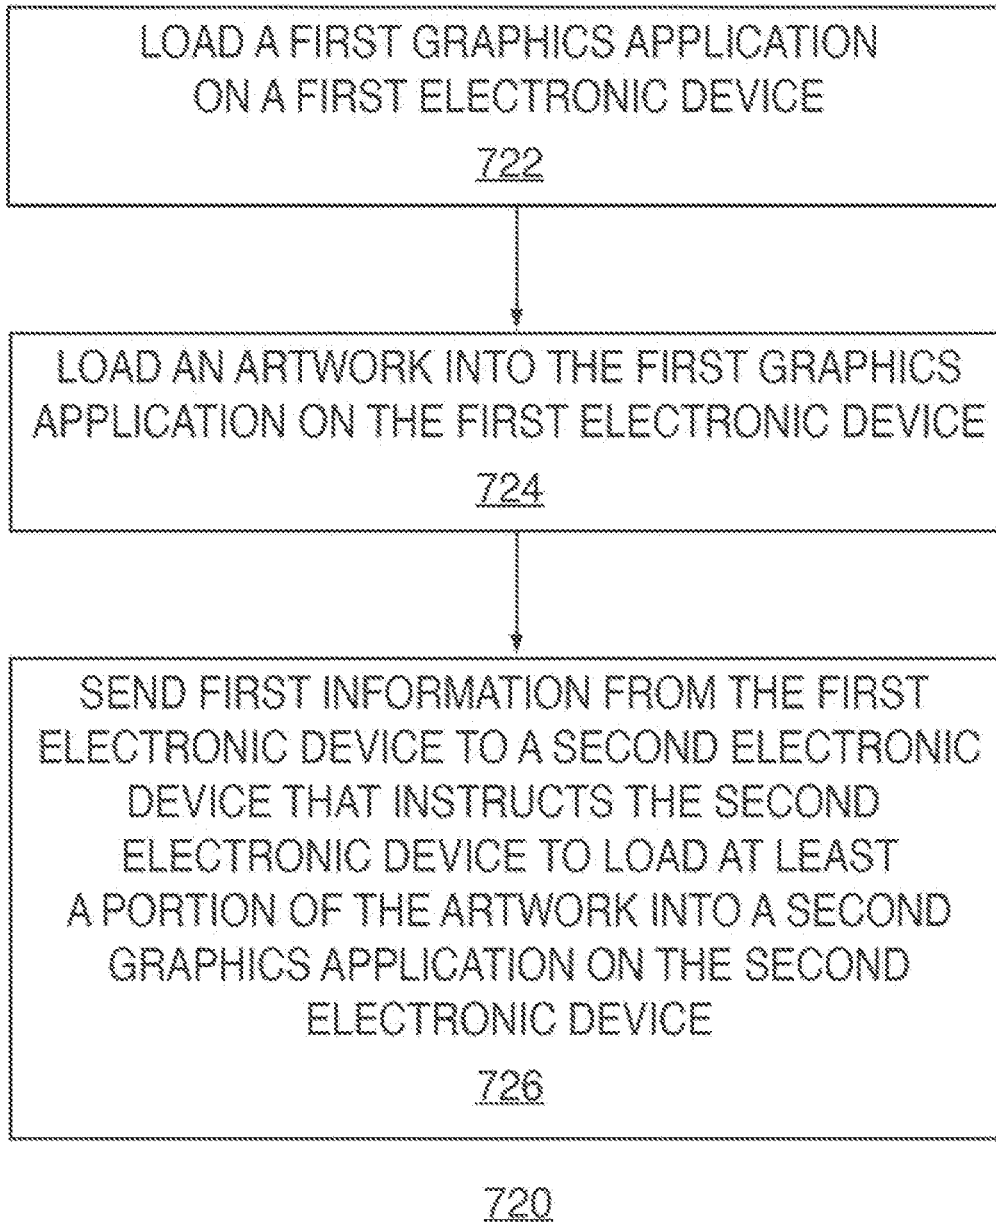 LOAD A FIRST GRAPHICS APPLICATION
ON A FIRST ELECTRONIC DEVICE
722
LOAD AN ARTWORK INTO THE FIRST GRAPHICS
APPLICATION ON THE FIRST ELECTRONIC DEVICE
724
SEND FIRST INFORMATION FROM THE FIRST
ELECTRONIC DEVICE TO A SECOND ELECTRONIC
DEVICE THAT INSTRUCTS THE SECOND
ELECTRONIC DEVICE TO LOAD AT LEAST
A PORTION OF THE ARTWORK INTO A SECOND
GRAPHICS APPLICATION ON THE SECOND
ELECTRONIC DEVICE
726
720